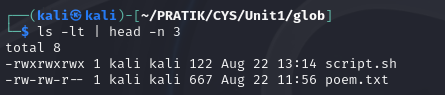 ┌──(kali㉿kali)-[~/PRATIK/CYS/Unit1/glob]
└─$ ls -lt | head -n 3
total 8
-rwxrwxrwx 1 kali kali 122 Aug 22 13:14 script.sh
-rw-rw-r-- 1 kali kali 667 Aug 22 11:56 poem.txt